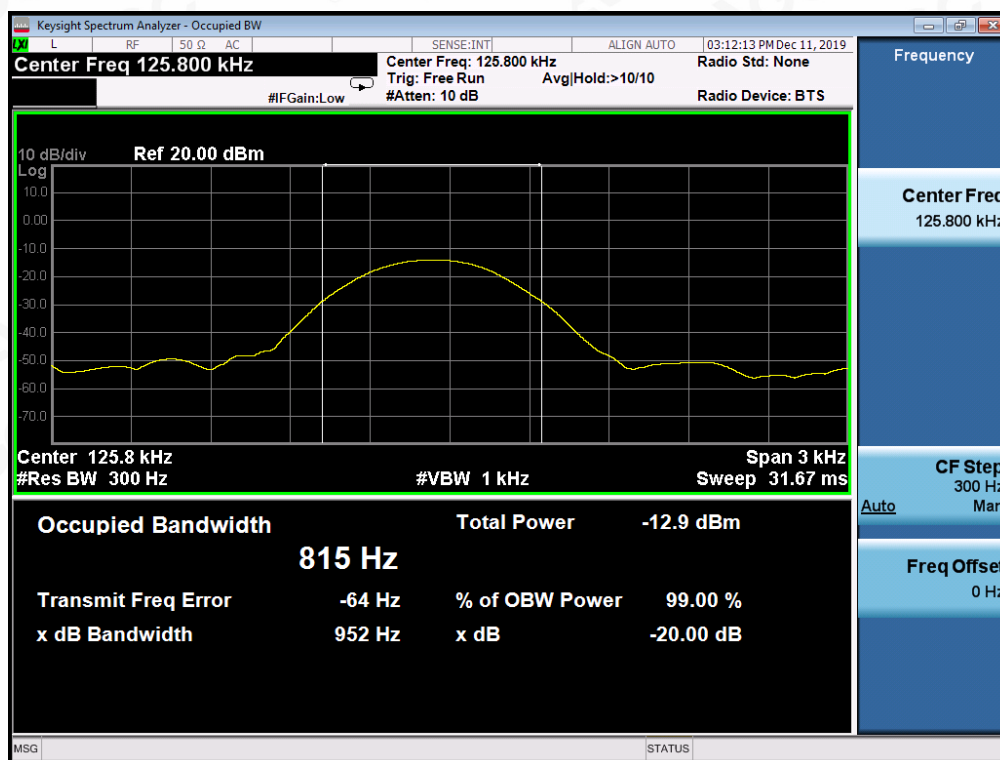 Keysight Spectrum Analyzer - Occupied BW
LXI L RF 50 Ω AC SENSE:INT ALIGN AUTO 03:12:13 PM Dec 11, 2019
Center Freq 125.800 kHz
Center Freq: 125.800 kHz Radio Std: None
Trig: Free Run Avg|Hold:>10/10
#IFGain:Low #Atten: 10 dB Radio Device: BTS
Frequency
10 dB/div Ref 20.00 dBm
Log
10.0
0.00
-10.0
-20.0
-30.0
-40.0
-50.0
-60.0
-70.0
Center 125.8 kHz Span 3 kHz
#Res BW 300 Hz #VBW 1 kHz Sweep 31.67 ms
Center Freq
125.800 kHz
CF Step
300 Hz
Auto Man
Freq Offset
0 Hz
Occupied Bandwidth Total Power -12.9 dBm
815 Hz
Transmit Freq Error -64 Hz % of OBW Power 99.00 %
x dB Bandwidth 952 Hz x dB -20.00 dB
MSG STATUS